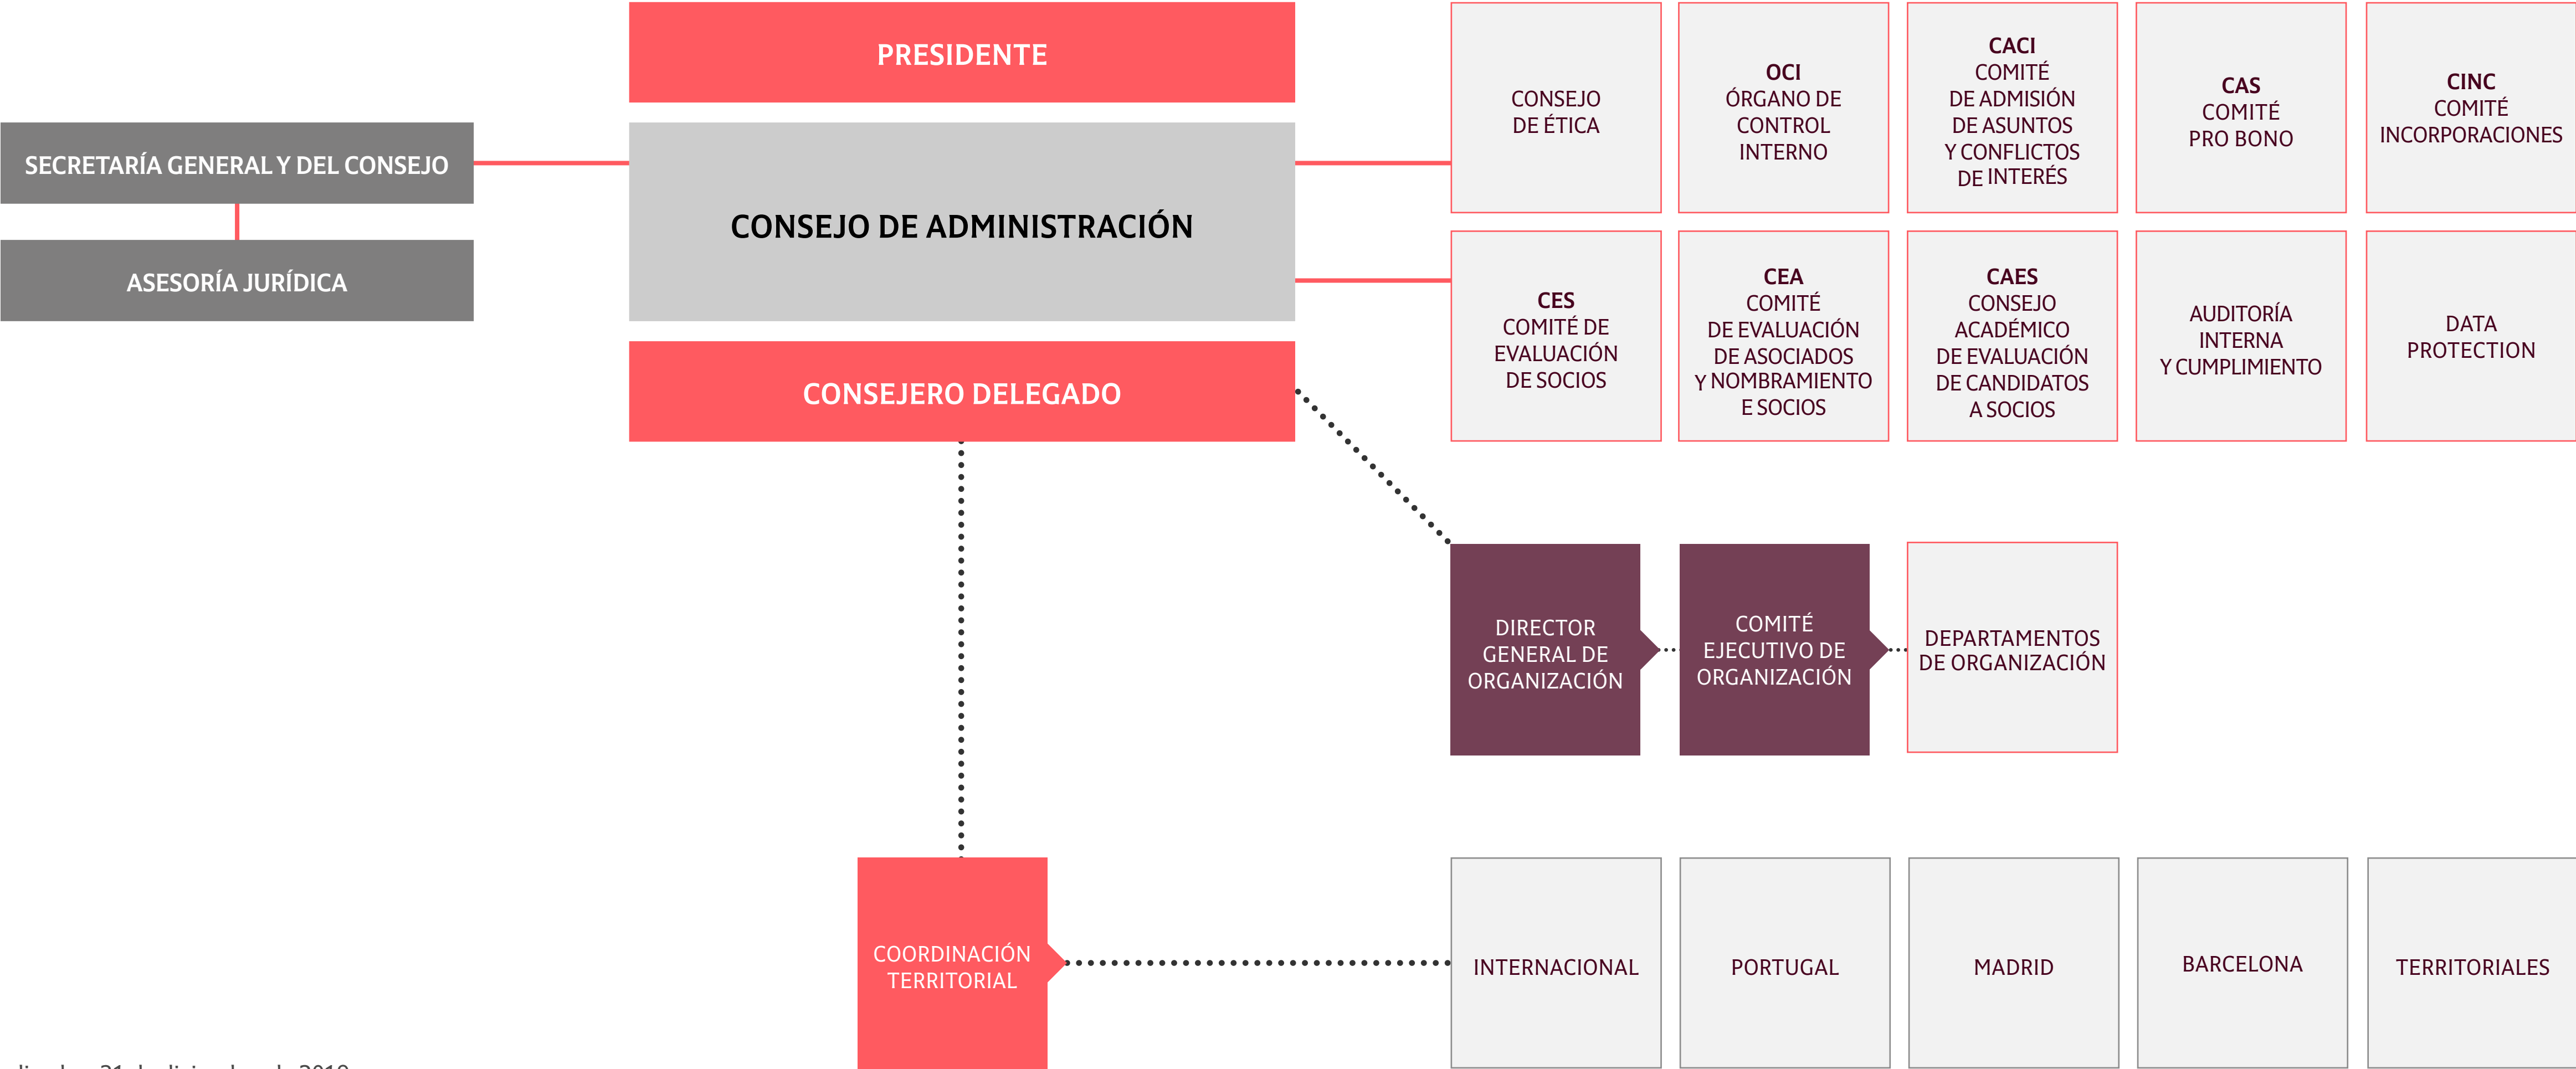 PRESIDENTE
SECRETARÍA GENERAL Y DEL CONSEJO
ASESORÍA JURÍDICA
CONSEJO DE ADMINISTRACIÓN
CONSEJERO DELEGADO
CONSEJO
DE ÉTICA
OCI
ÓRGANO DE
CONTROL
INTERNO
CACI
COMITÉ
DE ADMISIÓN
DE ASUNTOS
Y CONFLICTOS
DE INTERÉS
CAS
COMITÉ
PRO BONO
CINC
COMITÉ
INCORPORACIONES
CES
COMITÉ DE
EVALUACIÓN
DE SOCIOS
CEA
COMITÉ
DE EVALUACIÓN
DE ASOCIADOS
Y NOMBRAMIENTO
E SOCIOS
CAES
CONSEJO
ACADÉMICO
DE EVALUACIÓN
DE CANDIDATOS
A SOCIOS
AUDITORÍA
INTERNA
Y CUMPLIMIENTO
DATA
PROTECTION
DIRECTOR
GENERAL DE
ORGANIZACIÓN
COMITÉ
EJECUTIVO DE
ORGANIZACIÓN
DEPARTAMENTOS
DE ORGANIZACIÓN
COORDINACIÓN
TERRITORIAL
INTERNACIONAL
PORTUGAL
MADRID
BARCELONA
TERRITORIALES